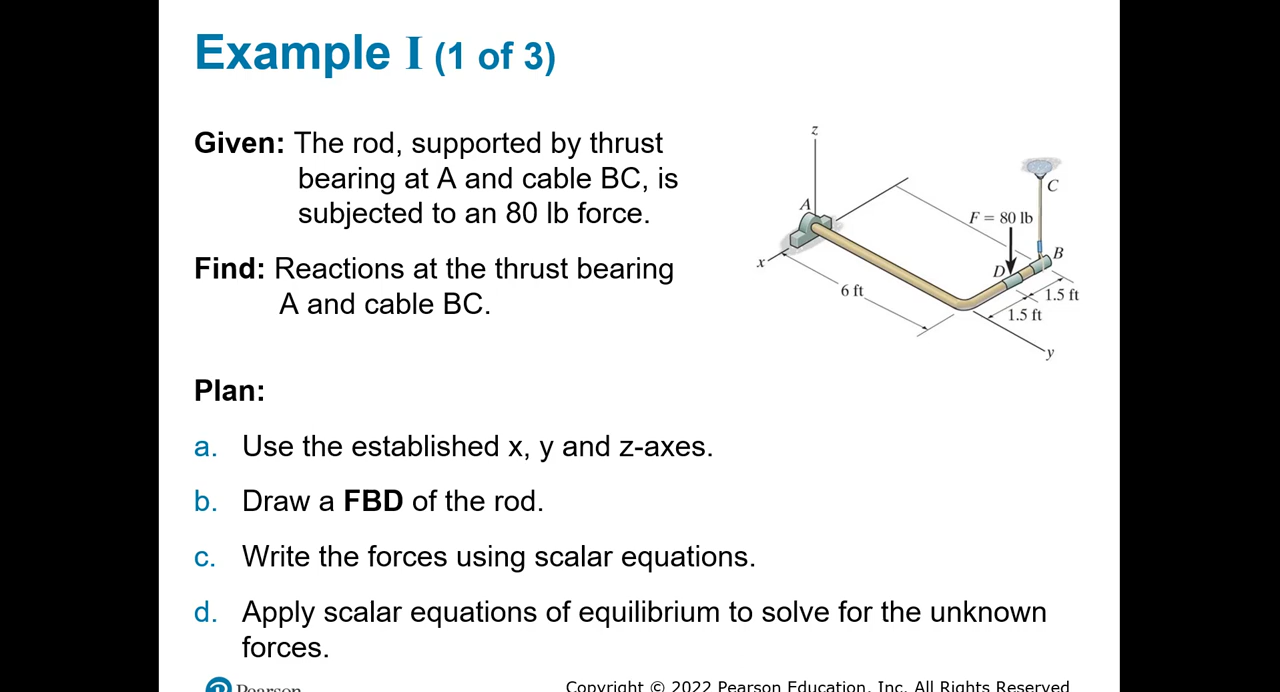 Example I (1 of 3)
Given: The rod, supported by thrust
bearing at A and cable BC, is
subjected to an 80 lb force.
Find: Reactions at the thrust bearing
A and cable BC.
z
A
x
6 ft
F = 80 lb
C
B
D
1.5 ft
1.5 ft
y
Plan:
a. Use the established x, y and z-axes.
b. Draw a FBD of the rod.
c. Write the forces using scalar equations.
d. Apply scalar equations of equilibrium to solve for the unknown
forces.
Pearson
Copyright © 2022 Pearson Education, Inc. All Rights Reserved